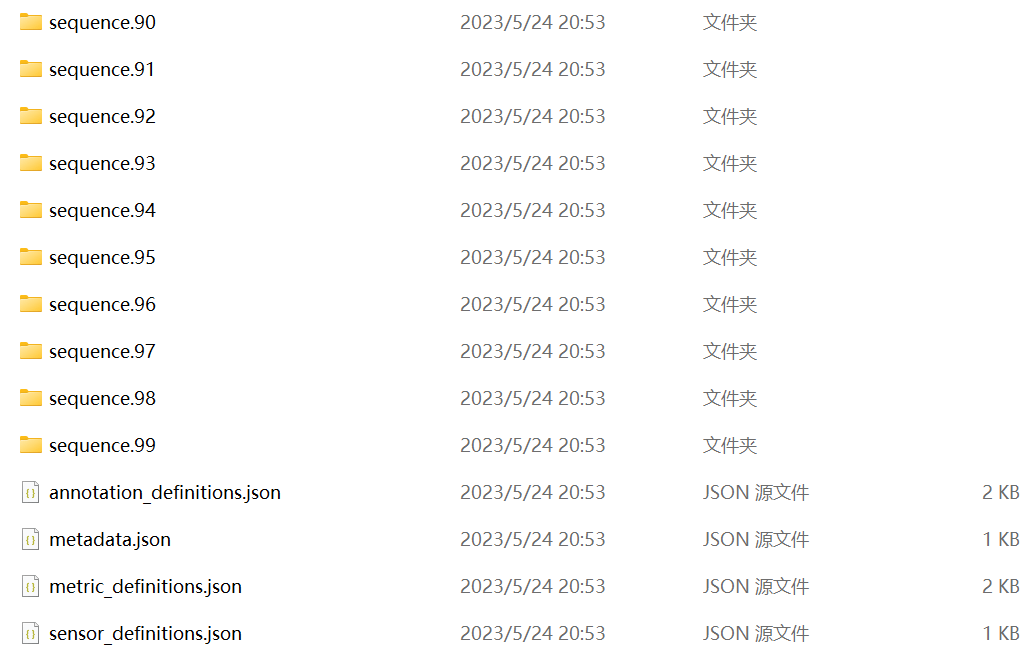 sequence.90 2023/5/24 20:53 文件夹
sequence.91 2023/5/24 20:53 文件夹
sequence.92 2023/5/24 20:53 文件夹
sequence.93 2023/5/24 20:53 文件夹
sequence.94 2023/5/24 20:53 文件夹
sequence.95 2023/5/24 20:53 文件夹
sequence.96 2023/5/24 20:53 文件夹
sequence.97 2023/5/24 20:53 文件夹
sequence.98 2023/5/24 20:53 文件夹
sequence.99 2023/5/24 20:53 文件夹
annotation_definitions.json 2023/5/24 20:53 JSON 源文件 2 KB
metadata.json 2023/5/24 20:53 JSON 源文件 1 KB
metric_definitions.json 2023/5/24 20:53 JSON 源文件 2 KB
sensor_definitions.json 2023/5/24 20:53 JSON 源文件 1 KB